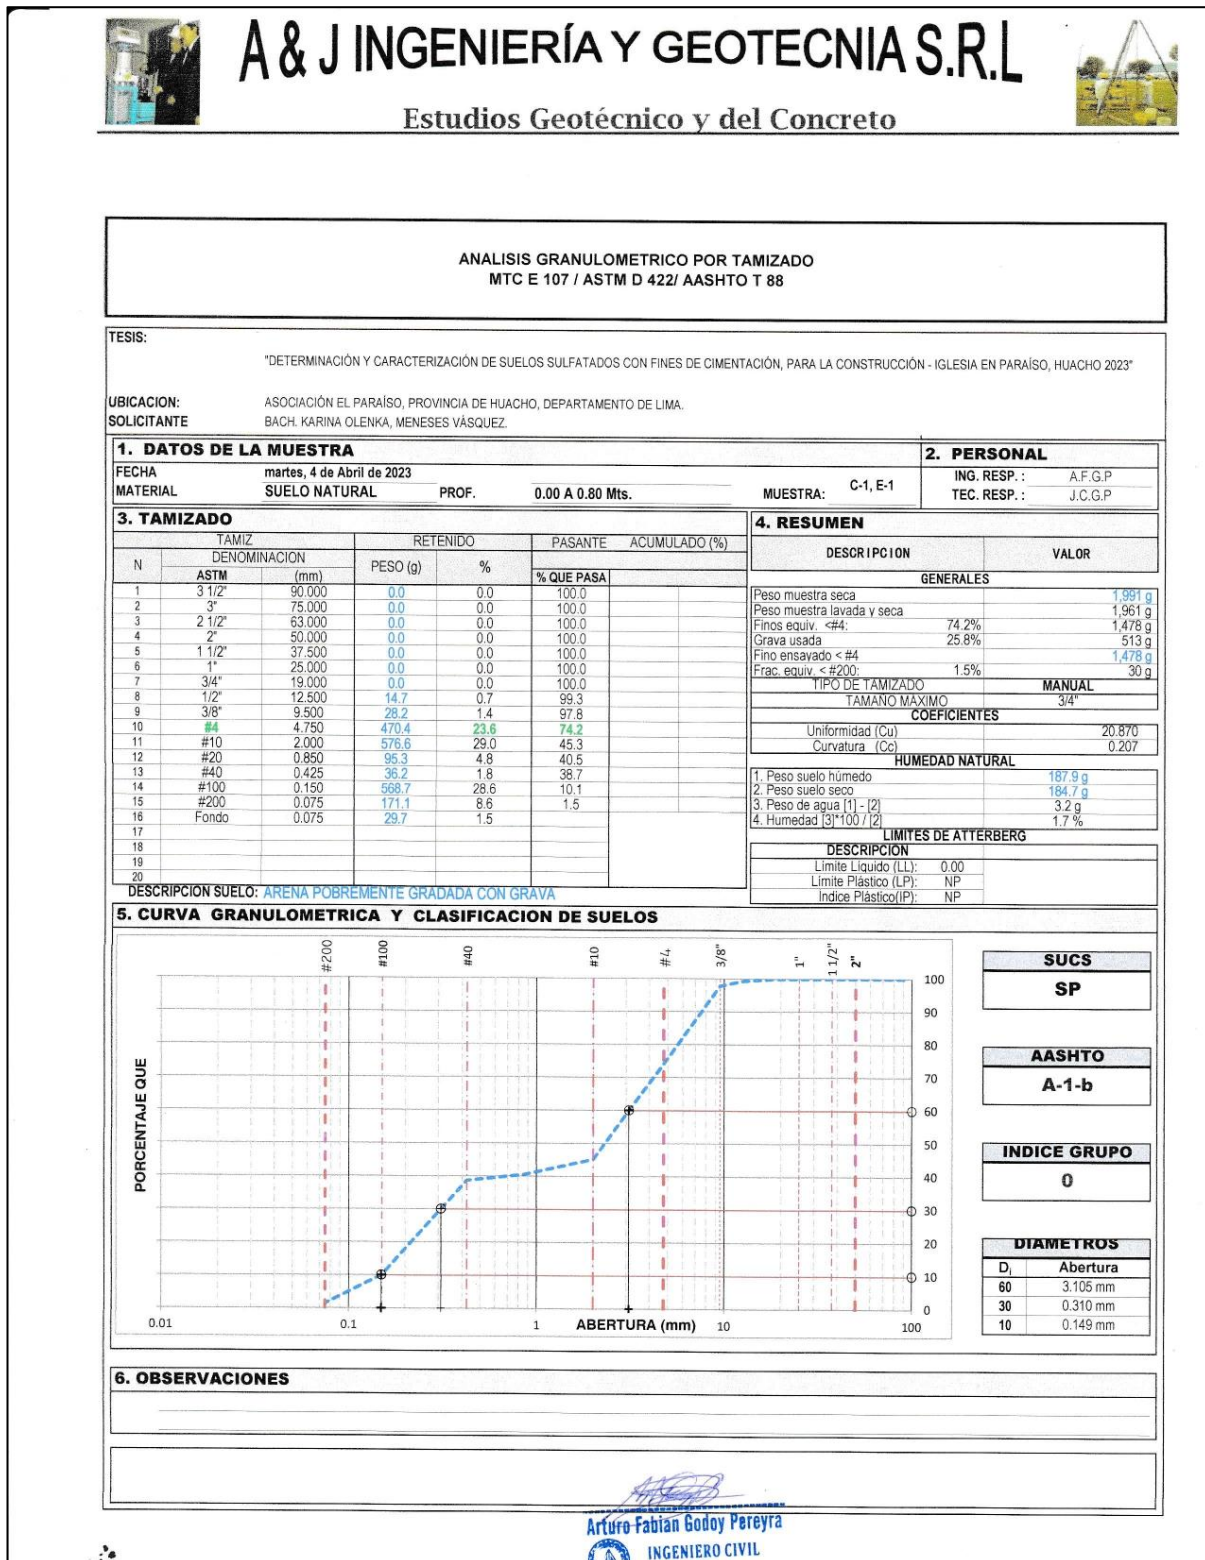 A & J INGENIERÍA Y GEOTECNIA S.R.L
Estudios Geotécnico y del Concreto
ANALISIS GRANULOMETRICO POR TAMIZADO
MTC E 107 / ASTM D 422/ AASHTO T 88
TESIS:
"DETERMINACIÓN Y CARACTERIZACIÓN DE SUELOS SULFATADOS CON FINES DE CIMENTACIÓN, PARA LA CONSTRUCCIÓN - IGLESIA EN PARAÍSO, HUACHO 2023"
UBICACION: ASOCIACIÓN EL PARAÍSO, PROVINCIA DE HUACHO, DEPARTAMENTO DE LIMA.
SOLICITANTE BACH. KARINA OLENKA, MENESES VÁSQUEZ.
1. DATOS DE LA MUESTRA
FECHA martes, 4 de Abril de 2023
MATERIAL SUELO NATURAL PROF. 0.00 A 0.80 Mts. MUESTRA: C-1, E-1
2. PERSONAL
ING. RESP. : A.F.G.P
TEC. RESP. : J.C.G.P
3. TAMIZADO
TAMIZ RETENIDO PASANTE ACUMULADO (%)
N DENOMINACION PESO (g) %
ASTM (mm) % QUE PASA
1 3 1/2" 90.000 0.0 0.0 100.0
2 3" 75.000 0.0 0.0 100.0
3 2 1/2" 63.000 0.0 0.0 100.0
4 2" 50.000 0.0 0.0 100.0
5 1 1/2" 37.500 0.0 0.0 100.0
6 1" 25.000 0.0 0.0 100.0
7 3/4" 19.000 0.0 0.0 100.0
8 1/2" 12.500 14.7 0.7 99.3
9 3/8" 9.500 28.2 1.4 97.8
10 #4 4.750 470.4 23.6 74.2
11 #10 2.000 576.6 29.0 45.3
12 #20 0.850 95.3 4.8 40.5
13 #40 0.425 36.2 1.8 38.7
14 #100 0.150 568.7 28.6 10.1
15 #200 0.075 171.1 8.6 1.5
16 Fondo 0.075 29.7 1.5
17
18
19
20
DESCRIPCION SUELO: ARENA POBREMENTE GRADADA CON GRAVA
4. RESUMEN
DESCRIPCION VALOR
GENERALES
Peso muestra seca 1,991 g
Peso muestra lavada y seca 1,961 g
Finos equiv. <#4: 74.2% 1,478 g
Grava usada 25.8% 513 g
Fino ensayado < #4 1,478 g
Frac. equiv. < #200: 1.5% 30 g
TIPO DE TAMIZADO MANUAL
TAMAÑO MÁXIMO 3/4"
COEFICIENTES
Uniformidad (Cu) 20.870
Curvatura (Cc) 0.207
HUMEDAD NATURAL
1. Peso suelo húmedo 187.9 g
2. Peso suelo seco 184.7 g
3. Peso de agua [1] - [2] 3.2 g
4. Humedad [3]*100 / [2] 1.7 %
LIMITES DE ATTERBERG
DESCRIPCION
Limite Liquido (LL): 0.00
Limite Plástico (LP): NP
Indice Plástico(IP): NP
5. CURVA GRANULOMETRICA Y CLASIFICACION DE SUELOS
#200 #100 #40 #10 #4 3/8" 1" 1 1/2" 2"
PORCENTAJE QUE
100
90
80
70
60
50
40
30
20
10
0
0.01 0.1 1 10 100
ABERTURA (mm)
SUCS
SP
AASHTO
A-1-b
INDICE GRUPO
0
DIAMETROS
Di Abertura
60 3.105 mm
30 0.310 mm
10 0.149 mm
6. OBSERVACIONES
Arturo Fabian Godoy Pereyra
INGENIERO CIVIL